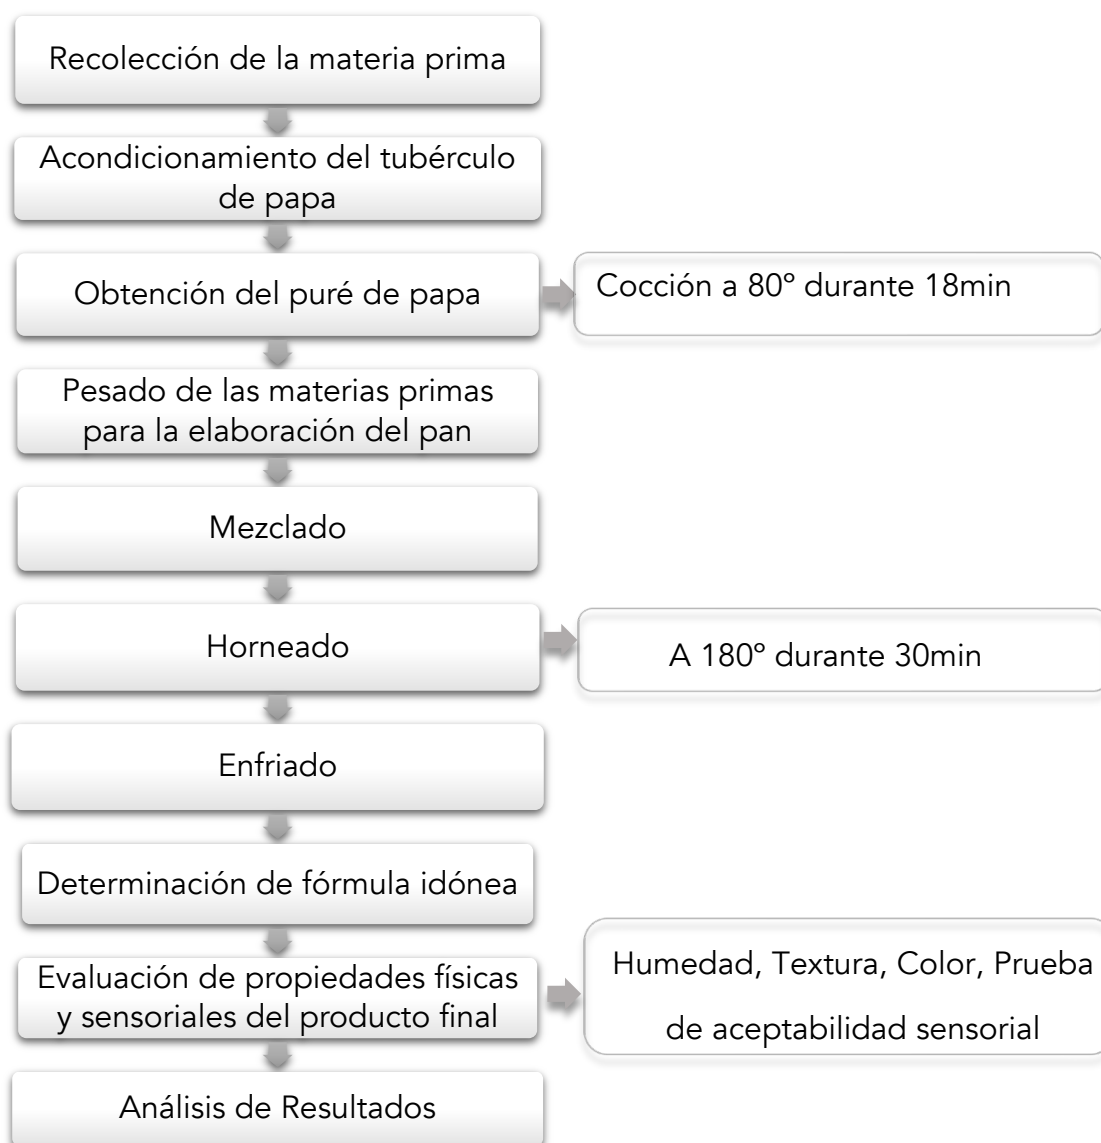 Recolección de la materia prima
Acondicionamiento del tubérculo
de papa
Obtención del puré de papa
Cocción a 80º durante 18min
Pesado de las materias primas
para la elaboración del pan
Mezclado
Horneado
A 180º durante 30min
Enfriado
Determinación de fórmula idónea
Evaluación de propiedades físicas
y sensoriales del producto final
Humedad, Textura, Color, Prueba
de aceptabilidad sensorial
Análisis de Resultados